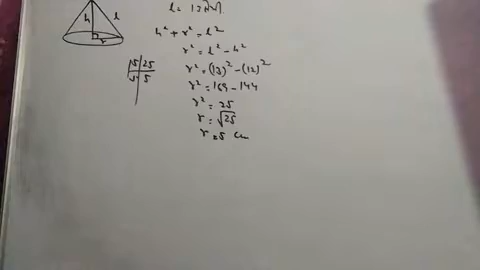 h
l
r
l = 13 सेमी.
h² + r² = l²
r² = l² - h²
5 | 25
5 | 5
r² = (13)² - (12)²
r² = 169 - 144
r² = 25
r = √25
r = 5 cm